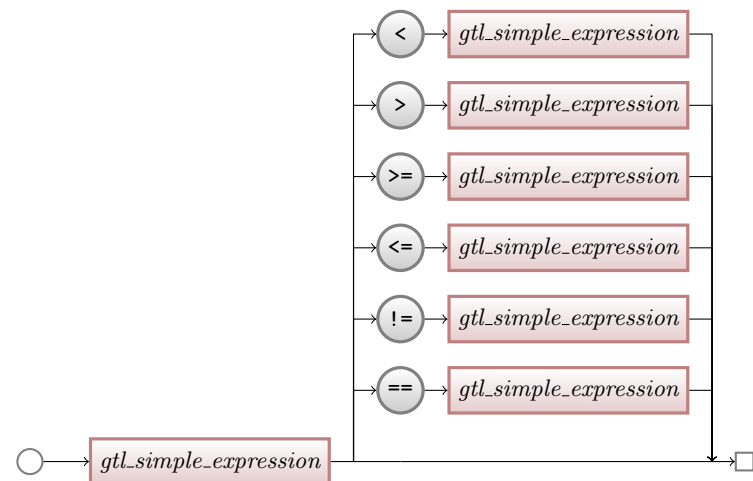 < gtl_simple_expression
> gtl_simple_expression
>= gtl_simple_expression
<= gtl_simple_expression
!= gtl_simple_expression
== gtl_simple_expression
gtl_simple_expression